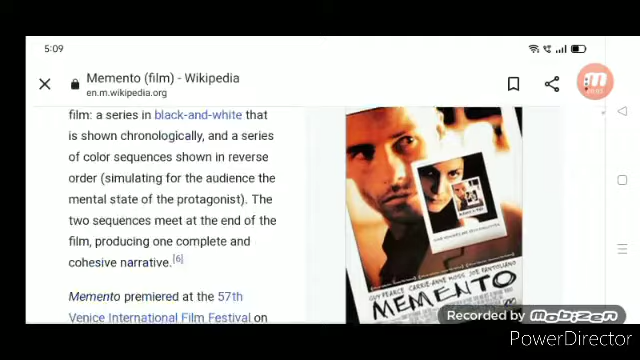 5:09
Memento (film) - Wikipedia
en.m.wikipedia.org
film: a series in black-and-white that
is shown chronologically, and a series
of color sequences shown in reverse
order (simulating for the audience the
mental state of the protagonist). The
two sequences meet at the end of the
film, producing one complete and
cohesive narrative.[6]
Memento premiered at the 57th
Venice International Film Festival on
GUY PEARCE CARRIE-ANNE MOSS JOE PANTOLIANO
MEMENTO
Recorded by Mobizen
PowerDirector